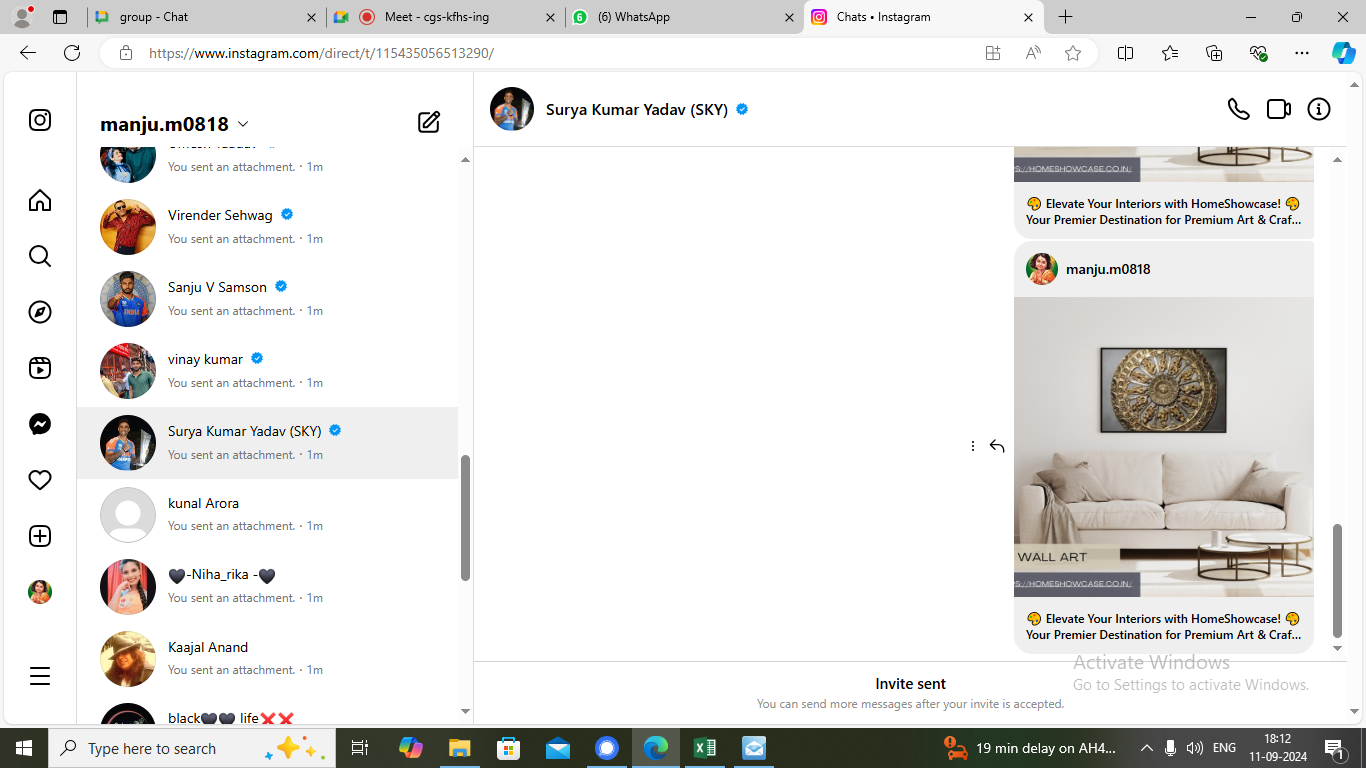 group - Chat
Meet - cgs-kfhs-ing
(6) WhatsApp
Chats • Instagram
https://www.instagram.com/direct/t/115435056513290/
manju.m0818
You sent an attachment. · 1m
Virender Sehwag
You sent an attachment. · 1m
Sanju V Samson
You sent an attachment. · 1m
vinay kumar
You sent an attachment. · 1m
Surya Kumar Yadav (SKY)
You sent an attachment. · 1m
kunal Arora
You sent an attachment. · 1m
🖤-Niha_rika -🖤
You sent an attachment. · 1m
Kaajal Anand
You sent an attachment. · 1m
black🖤🖤 life❌❌
Surya Kumar Yadav (SKY)
S://HOMESHOWCASE.CO.IN/
🎨 Elevate Your Interiors with HomeShowcase! 🎨
Your Premier Destination for Premium Art & Craf...
manju.m0818
WALL ART
S://HOMESHOWCASE.CO.IN/
🎨 Elevate Your Interiors with HomeShowcase! 🎨
Your Premier Destination for Premium Art & Craf...
Invite sent
You can send more messages after your invite is accepted.
Activate Windows
Go to Settings to activate Windows.
Type here to search
19 min delay on AH4...
ENG
18:12
11-09-2024
1